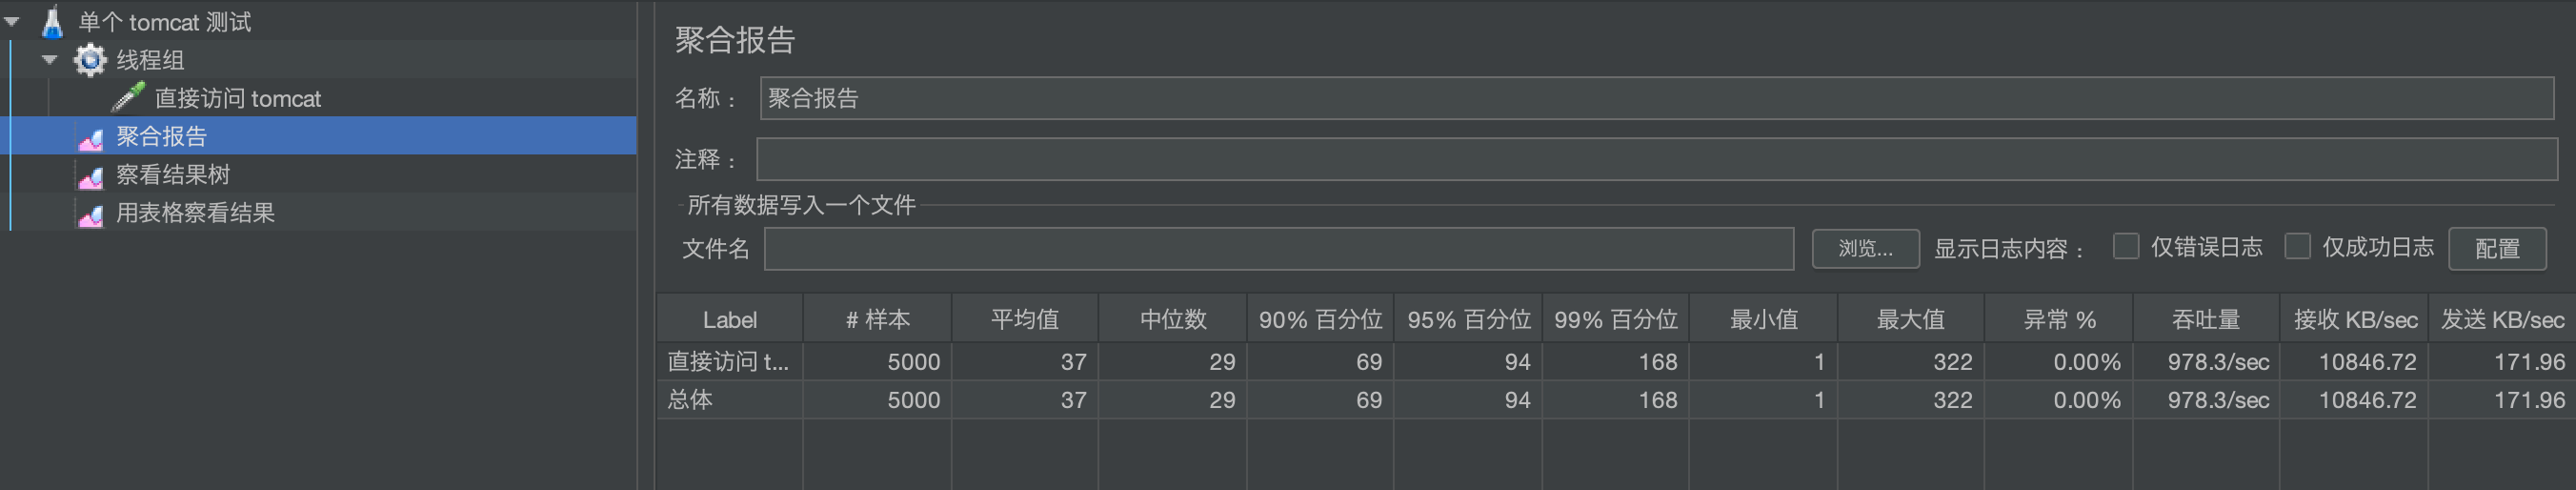 单个 tomcat 测试
线程组
直接访问 tomcat
聚合报告
察看结果树
用表格察看结果
聚合报告
名称： 聚合报告
注释：
所有数据写入一个文件
文件名 浏览... 显示日志内容： 仅错误日志 仅成功日志 配置
Label # 样本 平均值 中位数 90% 百分位 95% 百分位 99% 百分位 最小值 最大值 异常 % 吞吐量 接收 KB/sec 发送 KB/sec
直接访问 t... 5000 37 29 69 94 168 1 322 0.00% 978.3/sec 10846.72 171.96
总体 5000 37 29 69 94 168 1 322 0.00% 978.3/sec 10846.72 171.96